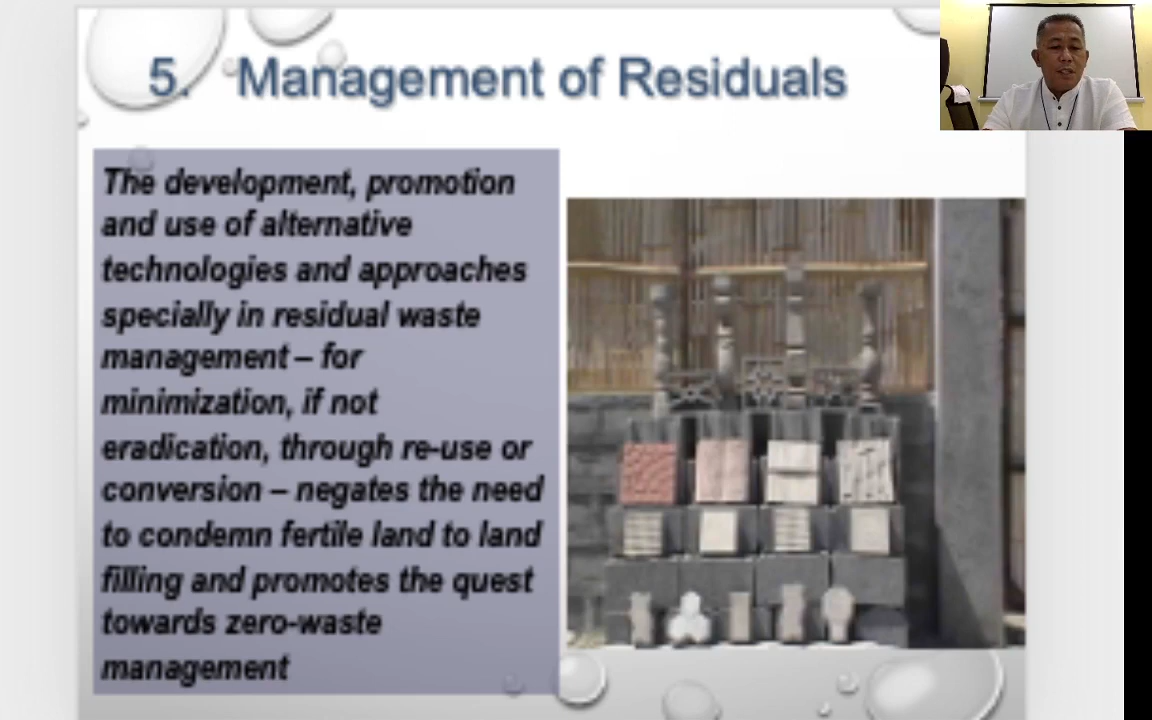 5. Management of Residuals
The development, promotion
and use of alternative
technologies and approaches
specially in residual waste
management – for
minimization, if not
eradication, through re-use or
conversion – negates the need
to condemn fertile land to land
filling and promotes the quest
towards zero-waste
management